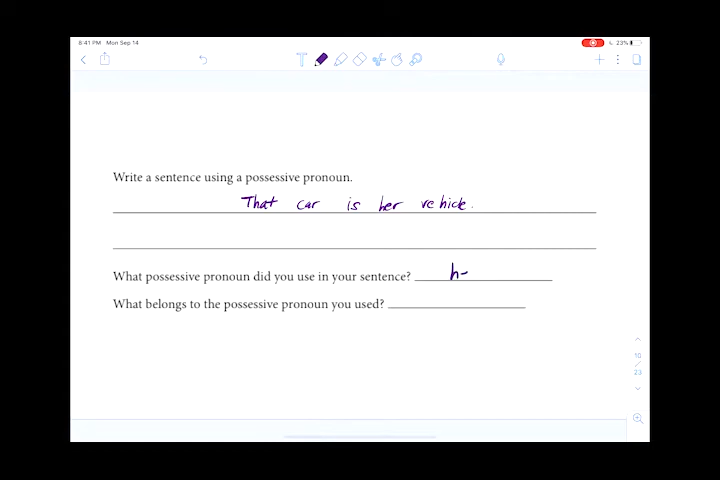 8:41 PM Mon Sep 14
23%
Write a sentence using a possessive pronoun.
That car is her vehicle.
What possessive pronoun did you use in your sentence? h
What belongs to the possessive pronoun you used?
10
/
23